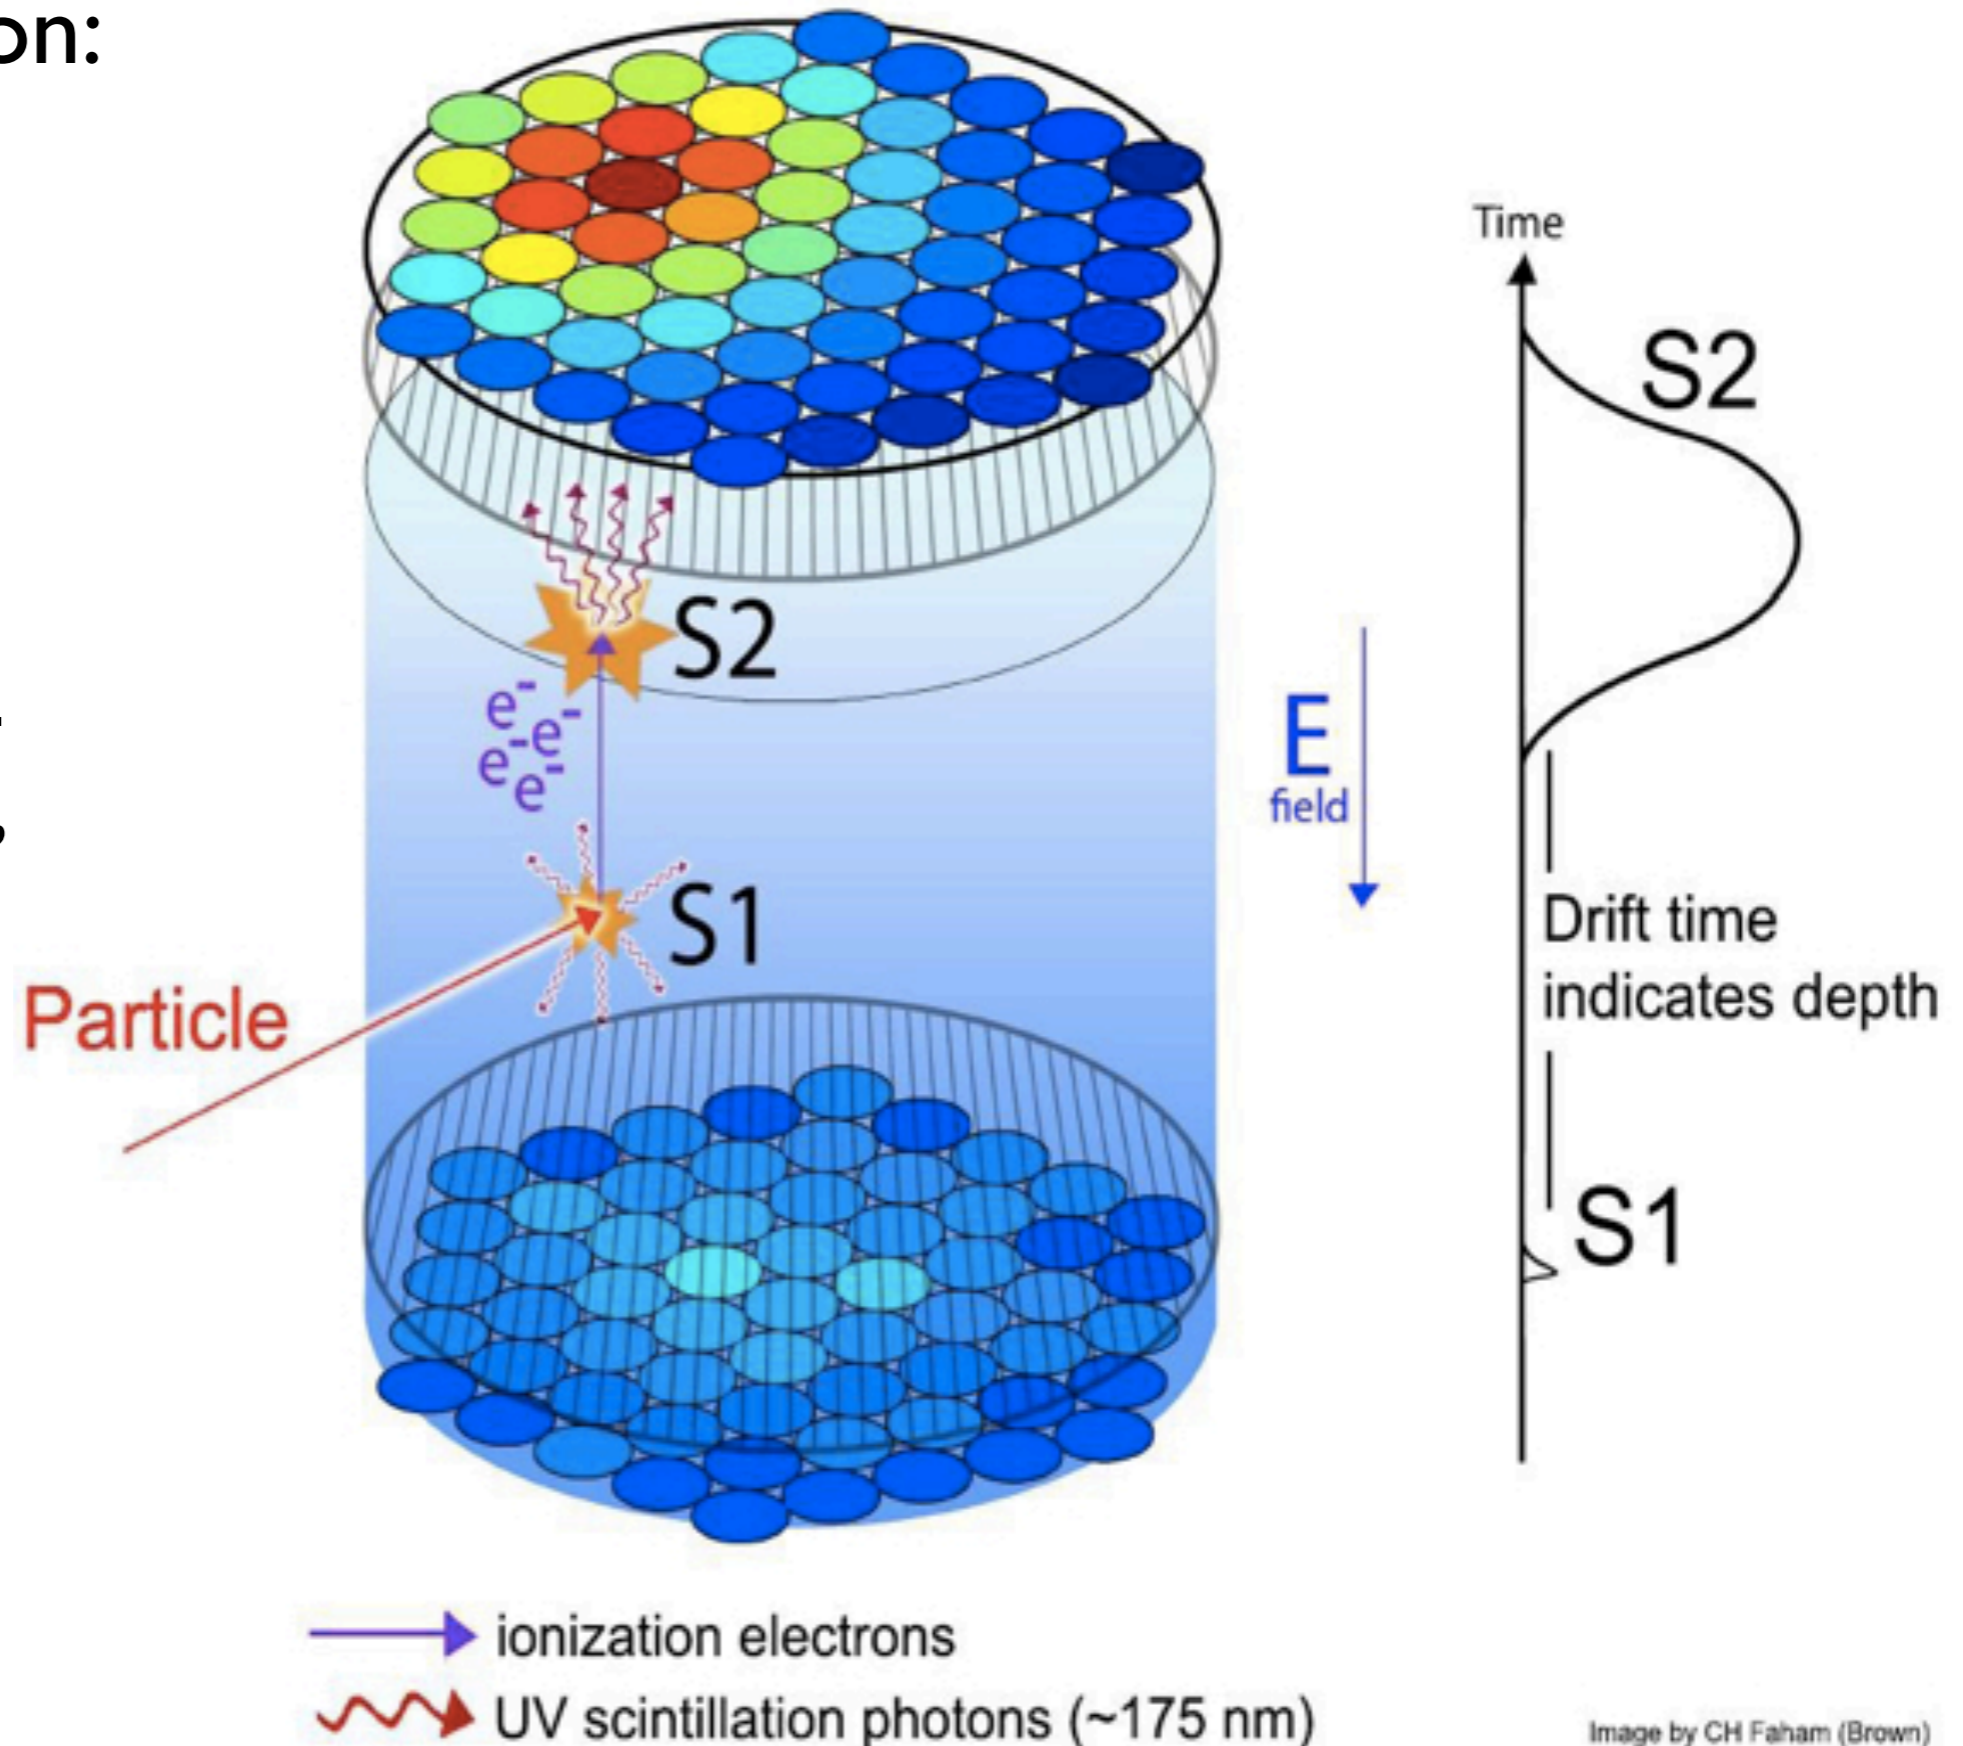 on:
Time
S2
S2
e-
e-
e-
e-
E
field
S1
Drift time
indicates depth
Particle
S1
ionization electrons
UV scintillation photons (~175 nm)
Image by CH Faham (Brown)